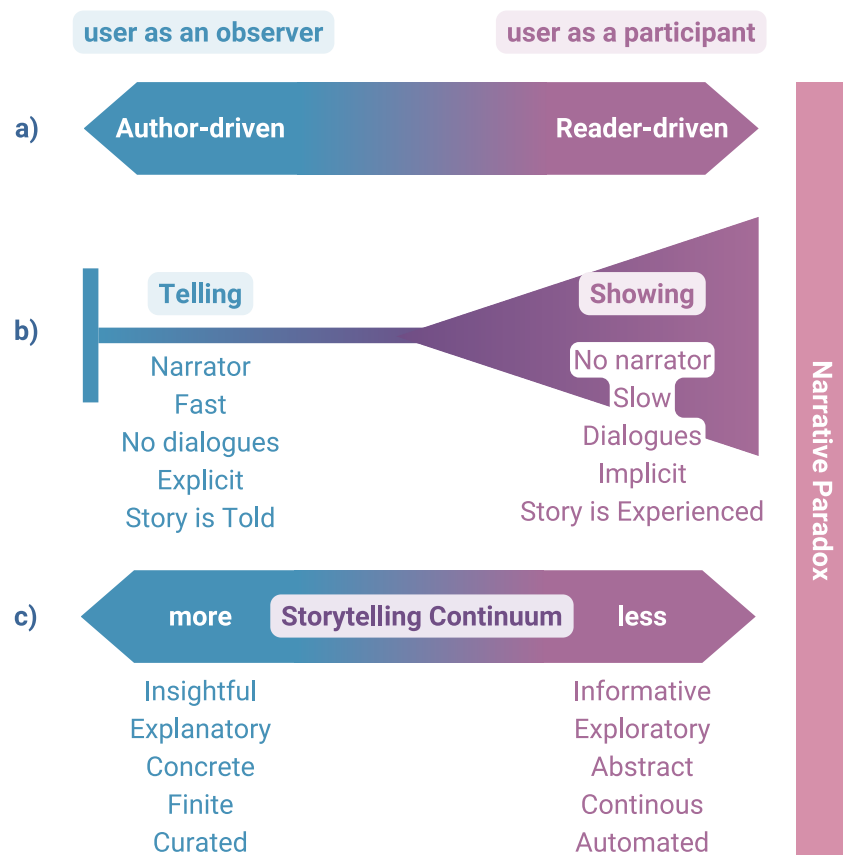 user as an observer
user as a participant
a)
Author-driven
Reader-driven
b)
Telling
Narrator
Fast
No dialogues
Explicit
Story is Told
Showing
No narrator
Slow
Dialogues
Implicit
Story is Experienced
c)
more
Storytelling Continuum
less
Insightful
Explanatory
Concrete
Finite
Curated
Informative
Exploratory
Abstract
Continous
Automated
Narrative Paradox